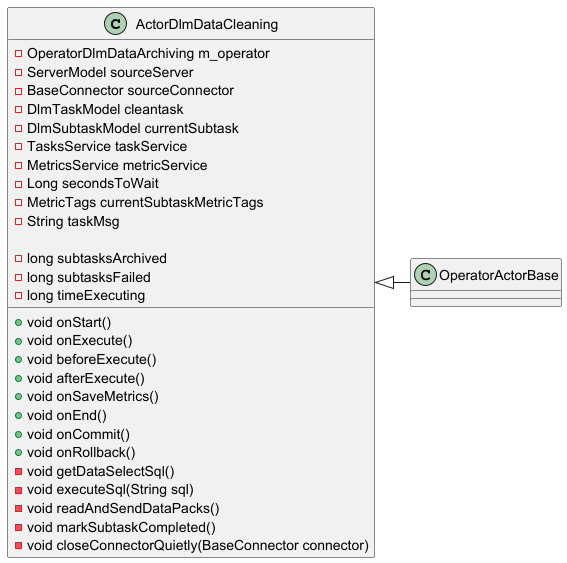 C ActorDlmDataCleaning
OperatorDlmDataArchiving m_operator
ServerModel sourceServer
BaseConnector sourceConnector
DlmTaskModel cleantask
DlmSubtaskModel currentSubtask
TasksService taskService
MetricsService metricService
Long secondsToWait
MetricTags currentSubtaskMetricTags
String taskMsg
long subtasksArchived
long subtasksFailed
long timeExecuting
void onStart()
void onExecute()
void beforeExecute()
void afterExecute()
void onSaveMetrics()
void onEnd()
void onCommit()
void onRollback()
void getDataSelectSql()
void executeSql(String sql)
void readAndSendDataPacks()
void markSubtaskCompleted()
void closeConnectorQuietly(BaseConnector connector)
C OperatorActorBase